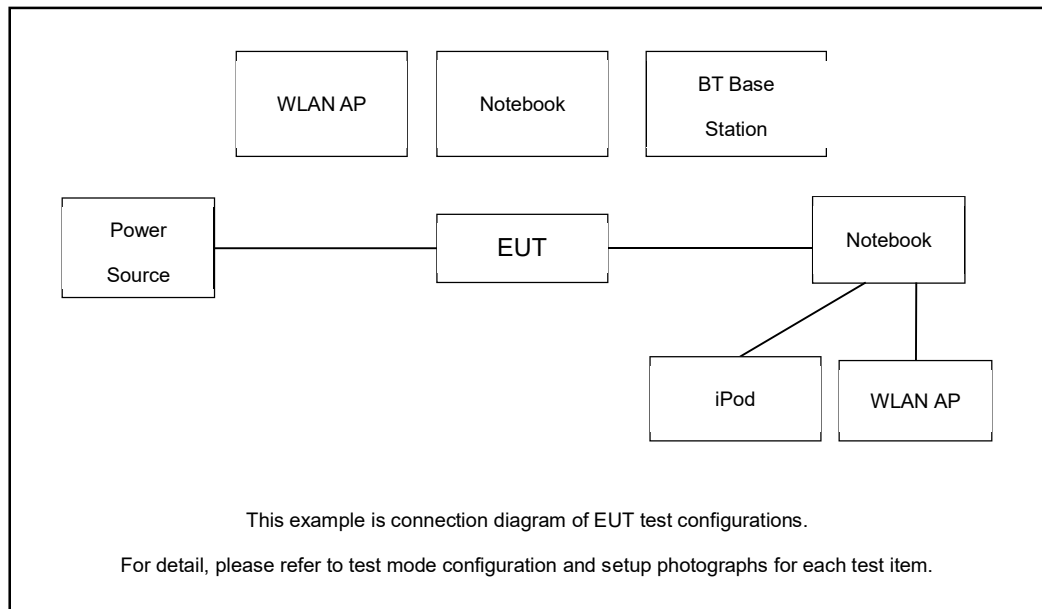 WLAN AP
Notebook
BT Base
Station
Power
Source
EUT
Notebook
iPod
WLAN AP
This example is connection diagram of EUT test configurations.
For detail, please refer to test mode configuration and setup photographs for each test item.